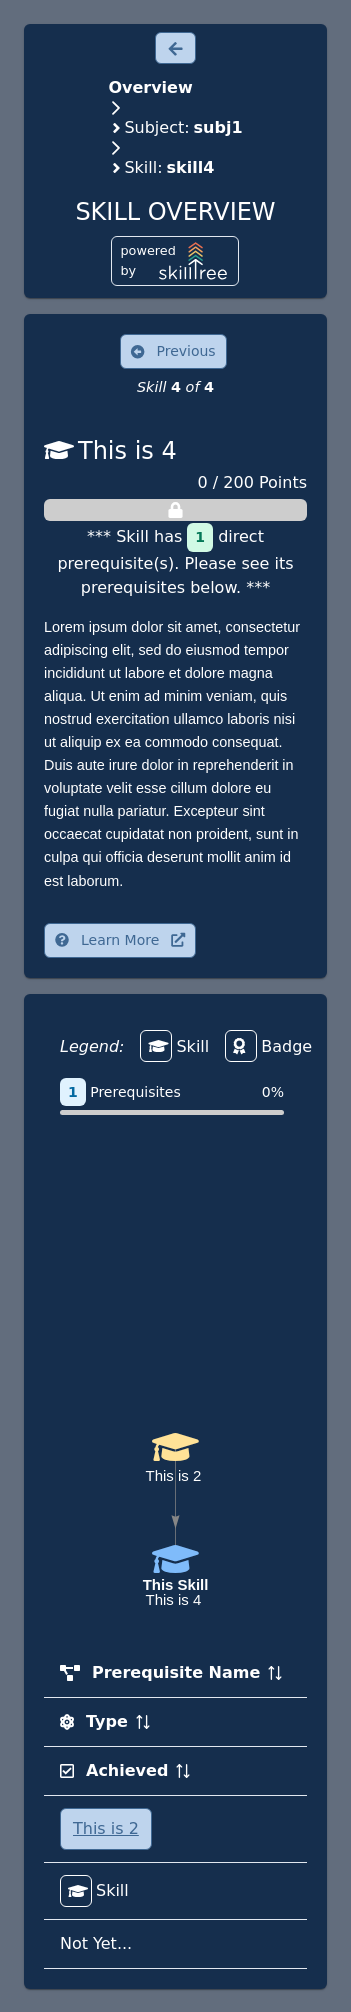 Overview
Subject: subj1
Skill: skill4
SKILL OVERVIEW
powered
by
skilltree
Previous
Skill 4 of 4
This is 4
0 / 200 Points
*** Skill has 1 direct
prerequisite(s). Please see its
prerequisites below. ***
Lorem ipsum dolor sit amet, consectetur
adipiscing elit, sed do eiusmod tempor
incididunt ut labore et dolore magna
aliqua. Ut enim ad minim veniam, quis
nostrud exercitation ullamco laboris nisi
ut aliquip ex ea commodo consequat.
Duis aute irure dolor in reprehenderit in
voluptate velit esse cillum dolore eu
fugiat nulla pariatur. Excepteur sint
occaecat cupidatat non proident, sunt in
culpa qui officia deserunt mollit anim id
est laborum.
Learn More
Legend: Skill Badge
1 Prerequisites 0%
This is 2
This Skill
This is 4
Prerequisite Name
Type
Achieved
This is 2
Skill
Not Yet...